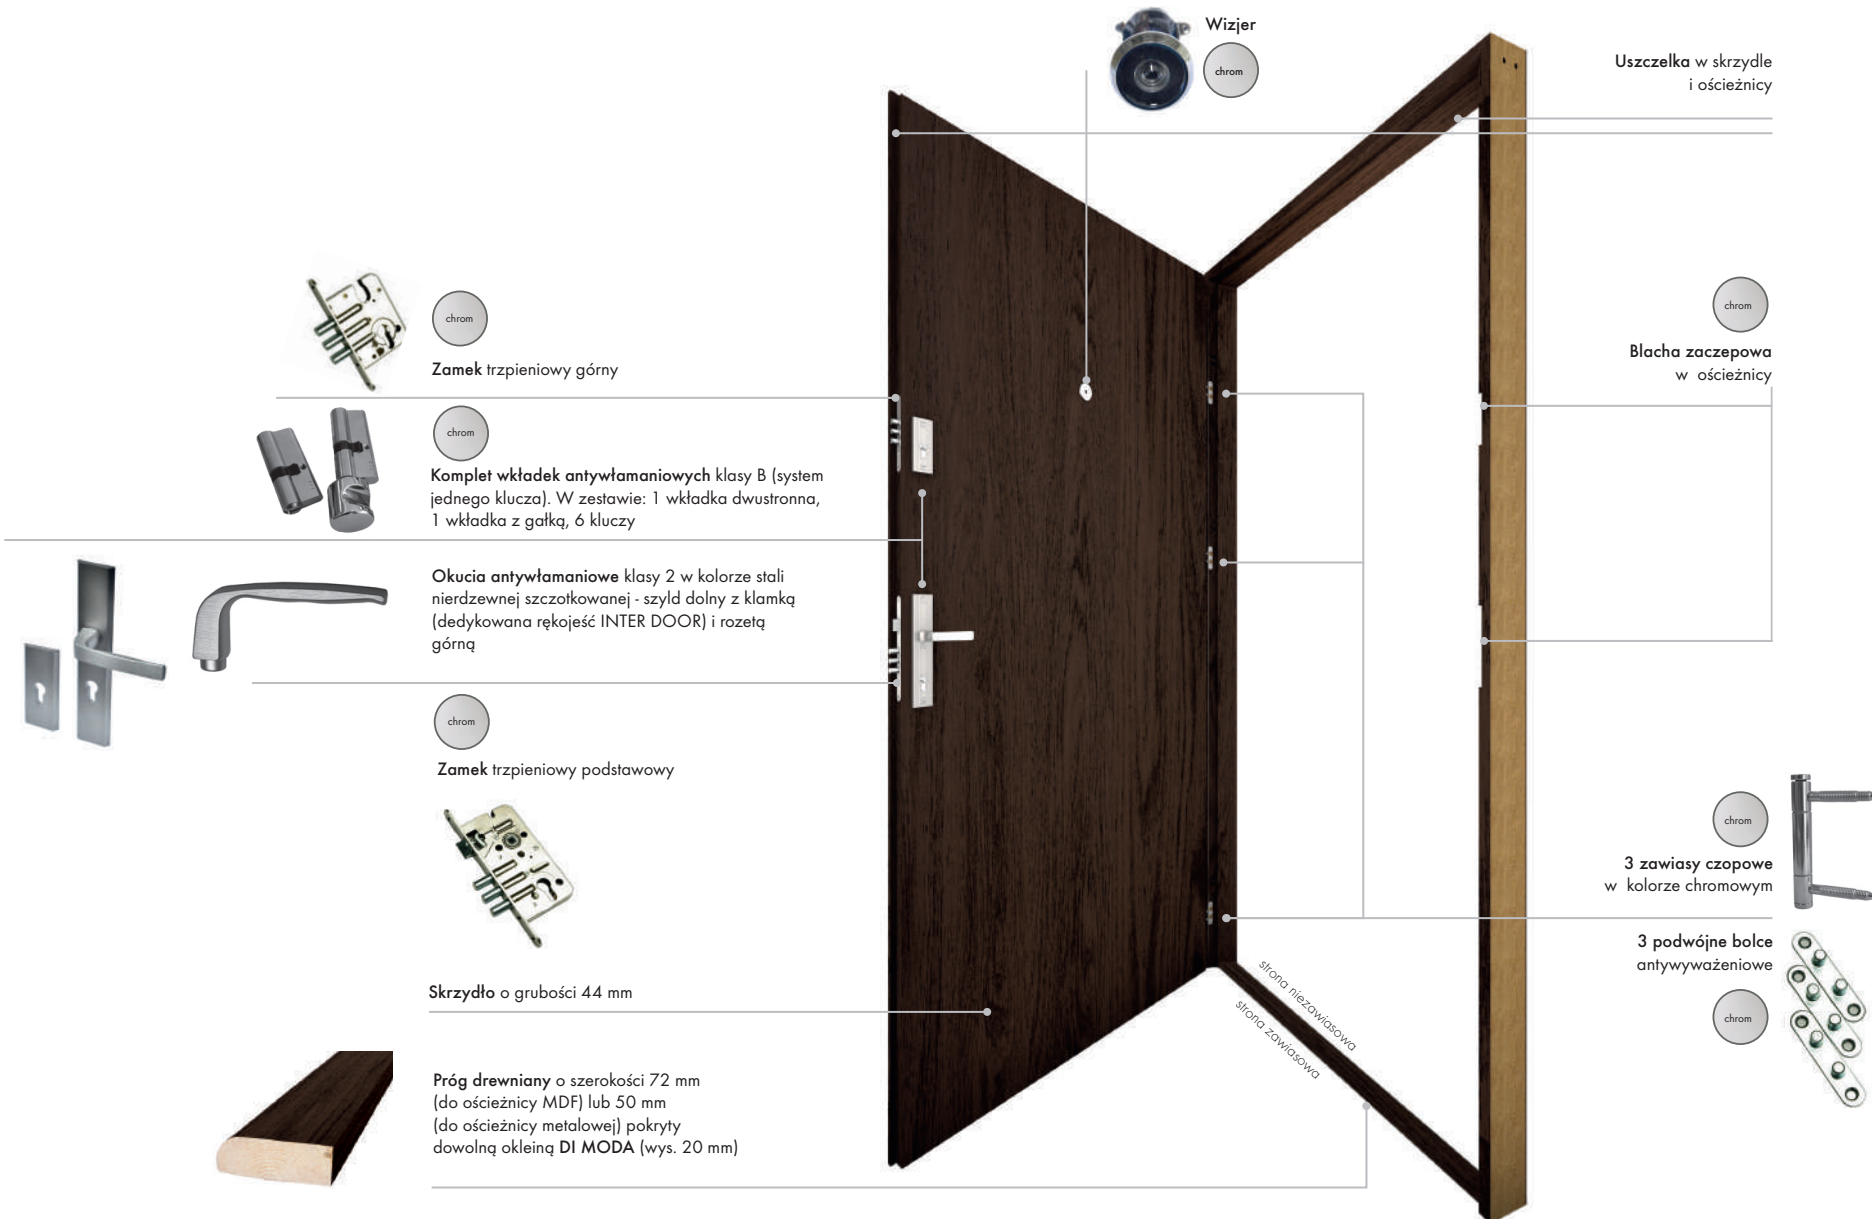 Wizjer
chrom
Uszczelka w skrzydle
i ościeżnicy
chrom
Zamek trzpieniowy górny
chrom
Komplet wkładek antywłamaniowych klasy B (system
jednego klucza). W zestawie: 1 wkładka dwustronna,
1 wkładka z gałką, 6 kluczy
Okucia antywłamaniowe klasy 2 w kolorze stali
nierdzewnej szczotkowanej - szyld dolny z klamką
(dedykowana rękojeść INTER DOOR) i rozetą
górną
chrom
Zamek trzpieniowy podstawowy
Skrzydło o grubości 44 mm
Próg drewniany o szerokości 72 mm
(do ościeżnicy MDF) lub 50 mm
(do ościeżnicy metalowej) pokryty
dowolną okleiną DI MODA (wys. 20 mm)
chrom
Blacha zaczepowa
w ościeżnicy
chrom
3 zawiasy czopowe
w kolorze chromowym
3 podwójne bolce
antywyważeniowe
chrom
strona niezawiasowa
strona zawiasowa